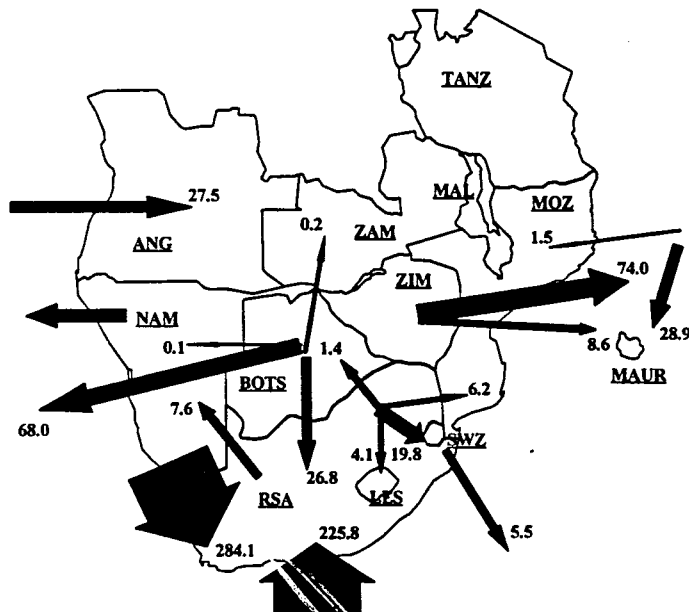 TANZ
MAL
MOZ
27.5
0.2
ZAM
1.5
ANG
ZIM
74.0
NAM
0.1
1.4
8.6
28.9
MAUR
BOTS
6.2
68.0
7.6
SWZ
4.1
19.8
26.8
RSA
LES
225.8
5.5
284.1